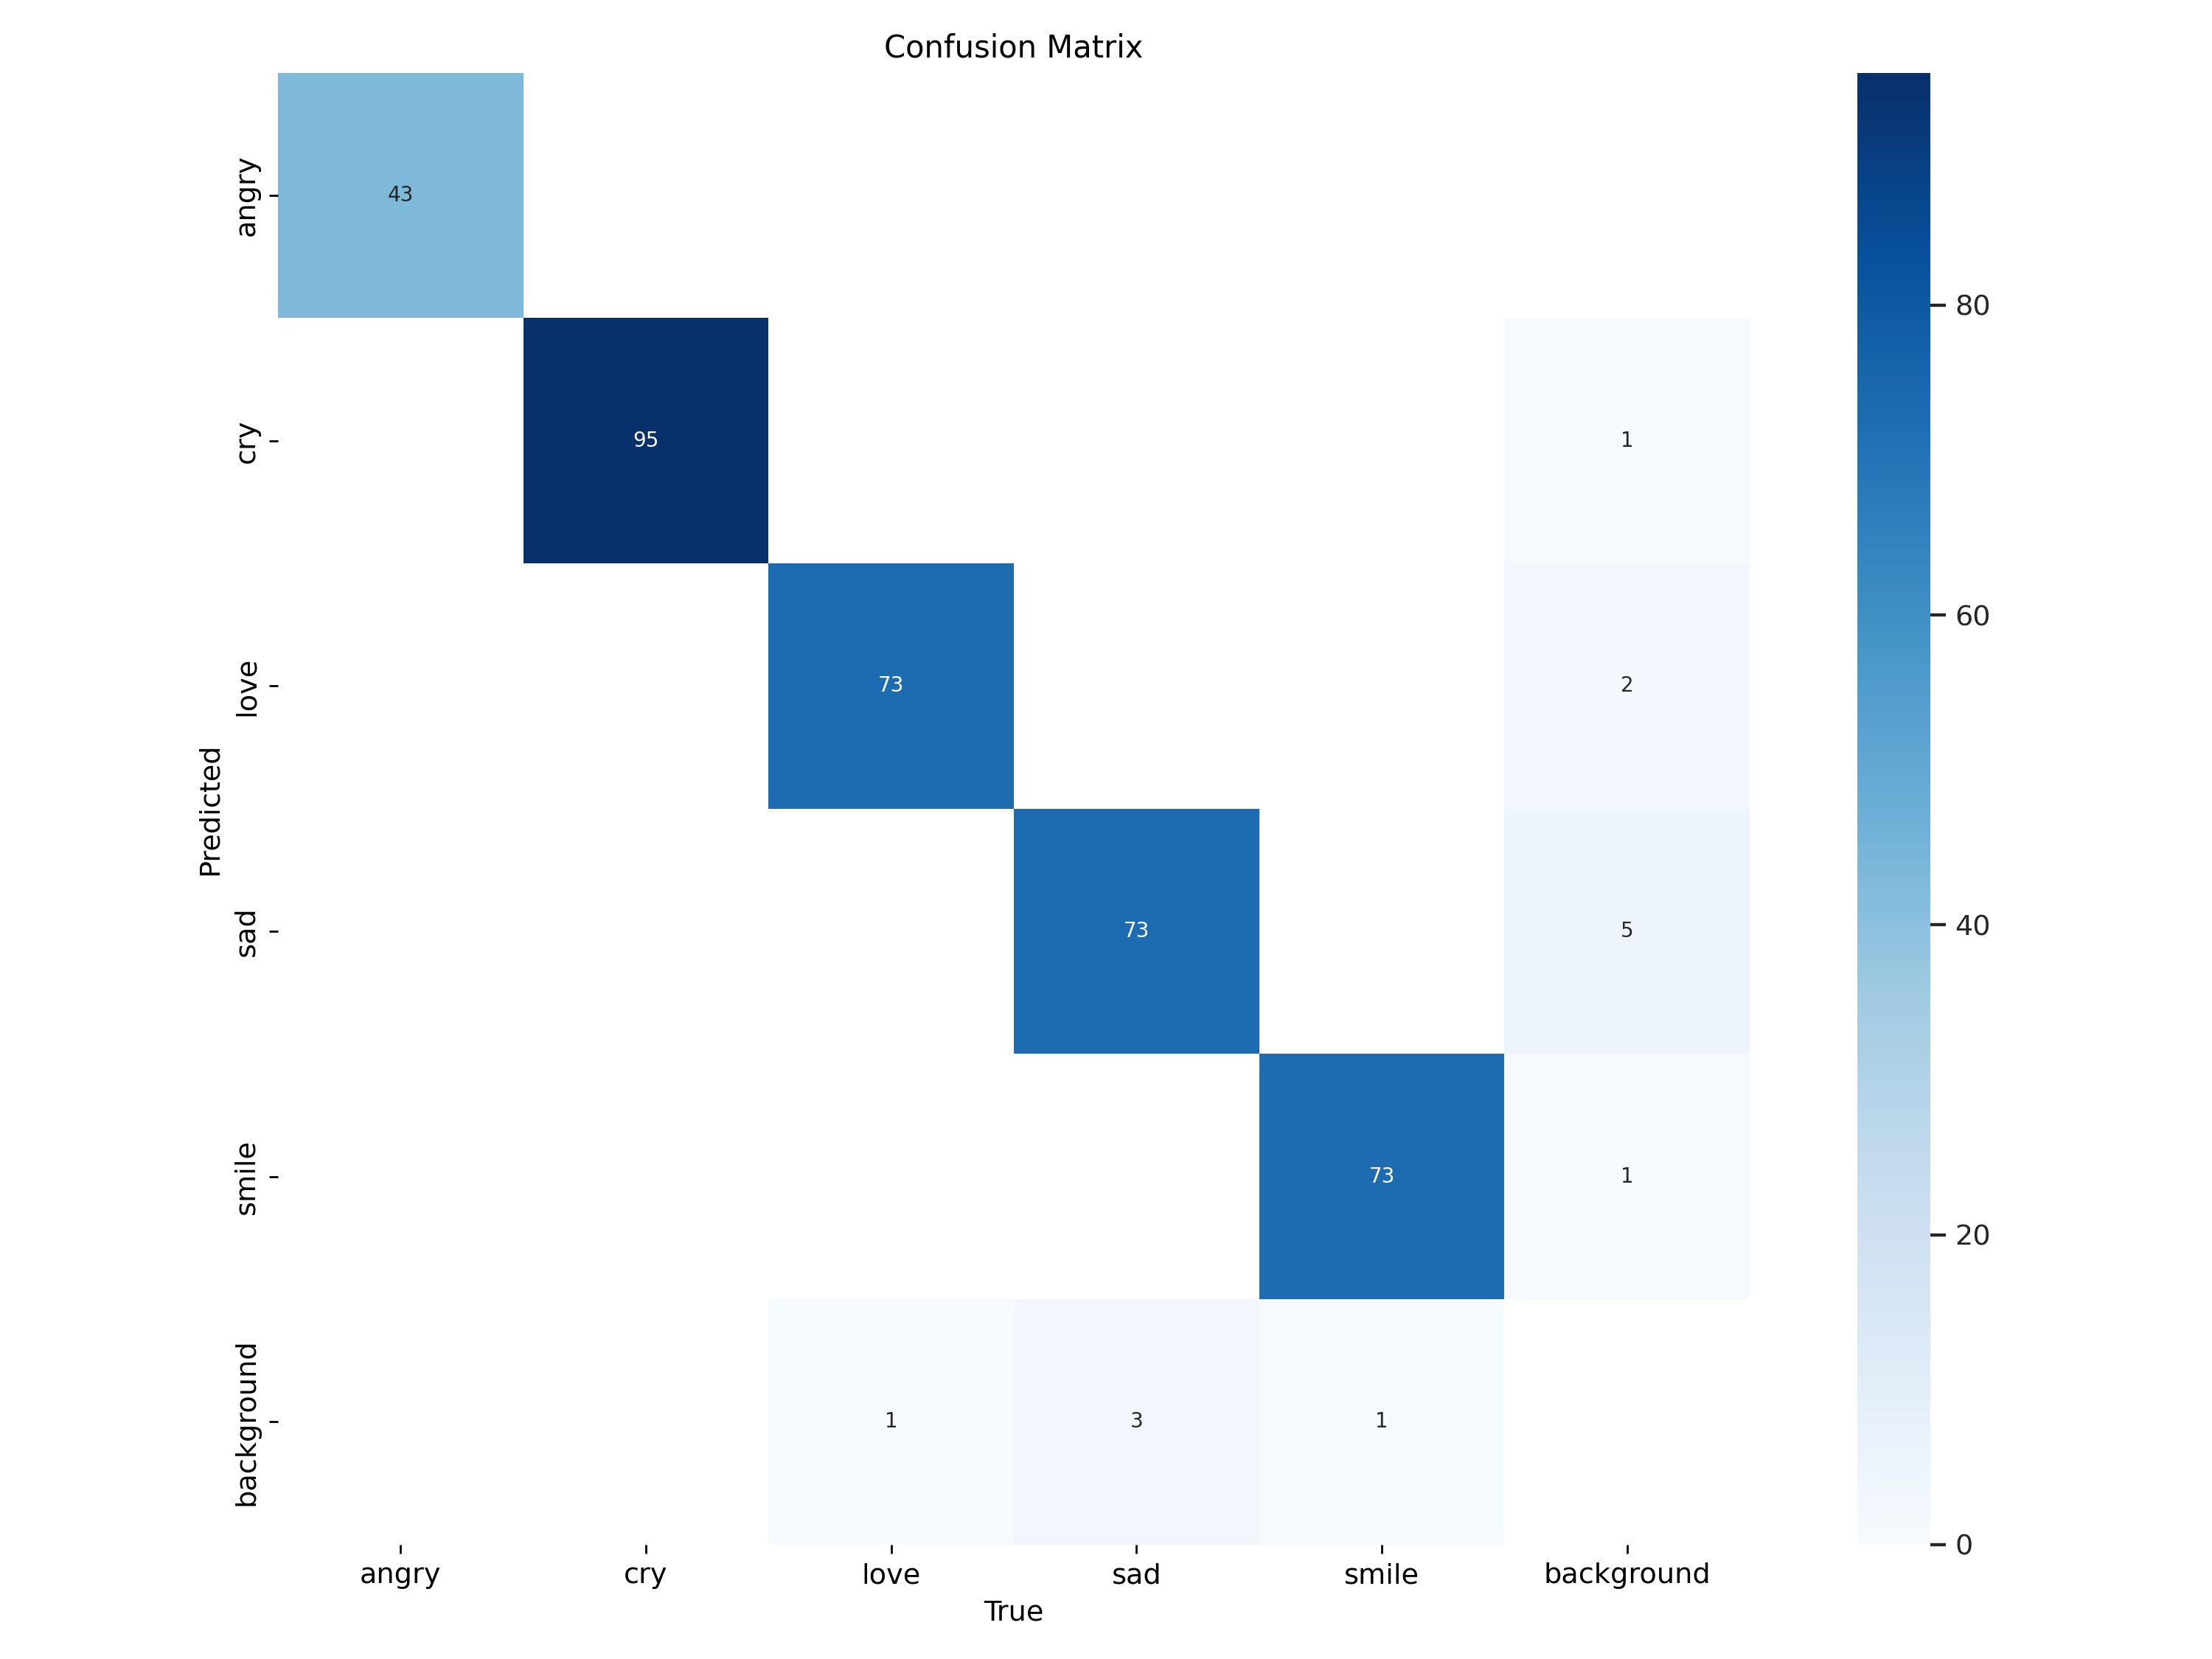 Confusion Matrix
angry
43
80
cry
95
1
60
love
73
2
Predicted
40
sad
73
5
smile
73
1
20
background
1
3
1
0
angry
cry
love
sad
smile
background
True